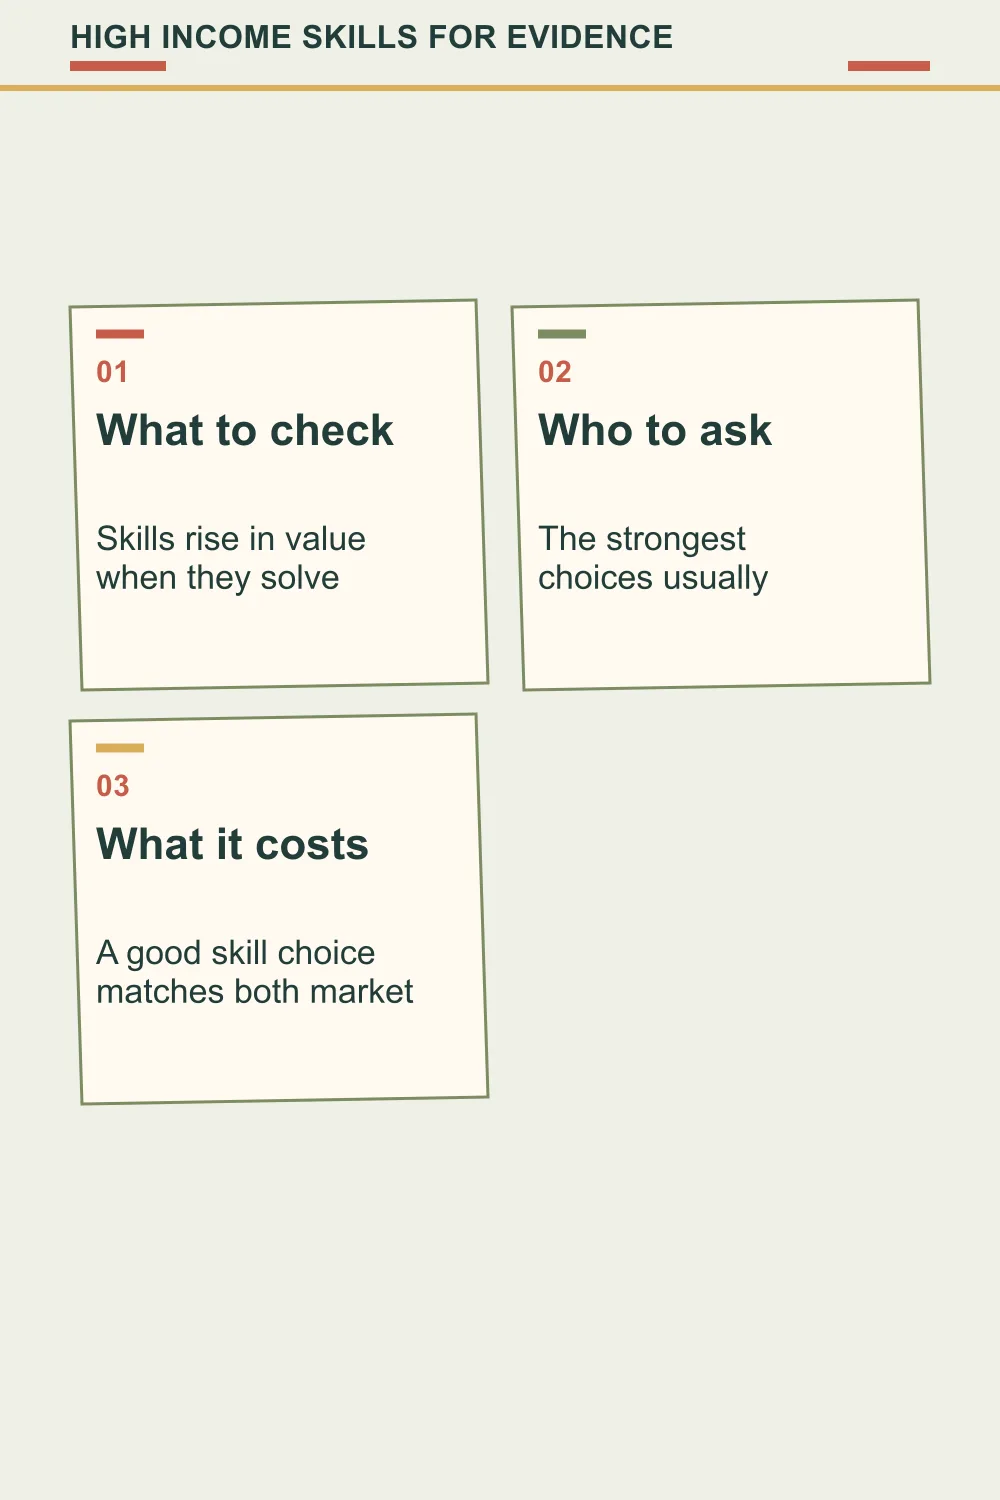 HIGH INCOME SKILLS FOR EVIDENCE
01
What to check
Skills rise in value
when they solve
02
Who to ask
The strongest
choices usually
03
What it costs
A good skill choice
matches both market